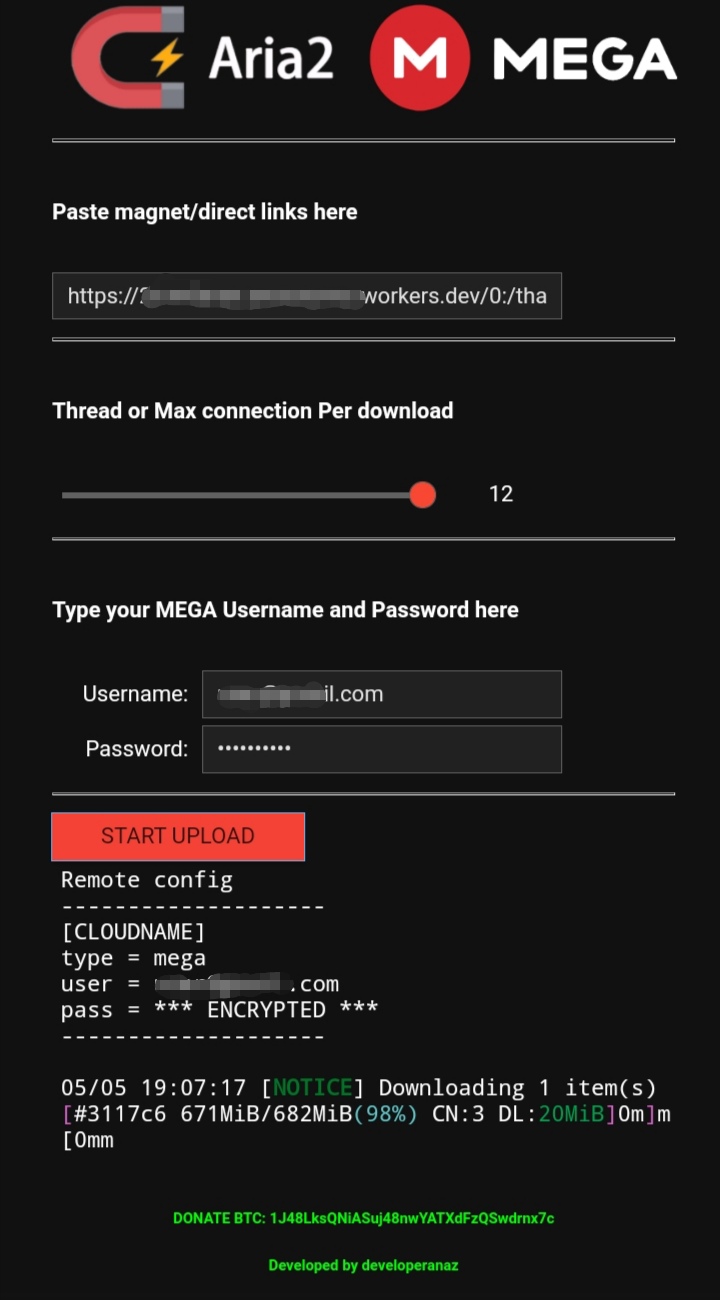 Aria2 MEGA
Paste magnet/direct links here
https:// workers.dev/0:/tha
Thread or Max connection Per download
12
Type your MEGA Username and Password here
Username: il.com
Password: ••••••••••
START UPLOAD
Remote config
--------------------
[CLOUDNAME]
type = mega
user = .com
pass = *** ENCRYPTED ***
--------------------
05/05 19:07:17 [NOTICE] Downloading 1 item(s)
[#3117c6 671MiB/682MiB(98%) CN:3 DL:20MiB]0m]m
[0mm
DONATE BTC: 1J48LksQNiASuj48nwYATXdFzQSwdrnx7c
Developed by developeranaz